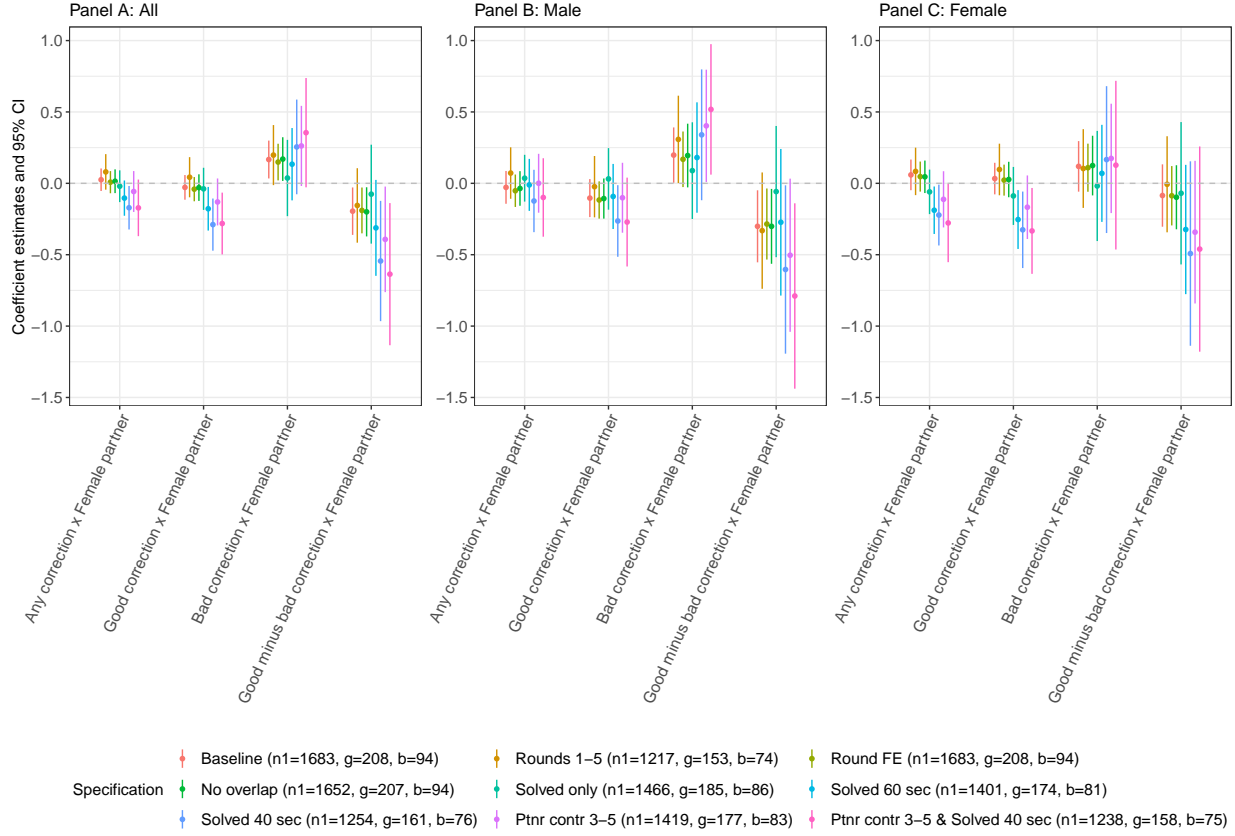 Panel A: All
Panel B: Male
Panel C: Female
Coefficient estimates and 95% CI
1.0
0.5
0.0
−0.5
−1.0
−1.5
1.0
0.5
0.0
−0.5
−1.0
−1.5
1.0
0.5
0.0
−0.5
−1.0
−1.5
Any correction x Female partner
Good correction x Female partner
Bad correction x Female partner
Good minus bad correction x Female partner
Any correction x Female partner
Good correction x Female partner
Bad correction x Female partner
Good minus bad correction x Female partner
Any correction x Female partner
Good correction x Female partner
Bad correction x Female partner
Good minus bad correction x Female partner
Specification
Baseline (n1=1683, g=208, b=94)
Rounds 1−5 (n1=1217, g=153, b=74)
Round FE (n1=1683, g=208, b=94)
No overlap (n1=1652, g=207, b=94)
Solved only (n1=1466, g=185, b=86)
Solved 60 sec (n1=1401, g=174, b=81)
Solved 40 sec (n1=1254, g=161, b=76)
Ptnr contr 3−5 (n1=1419, g=177, b=83)
Ptnr contr 3−5 & Solved 40 sec (n1=1238, g=158, b=75)